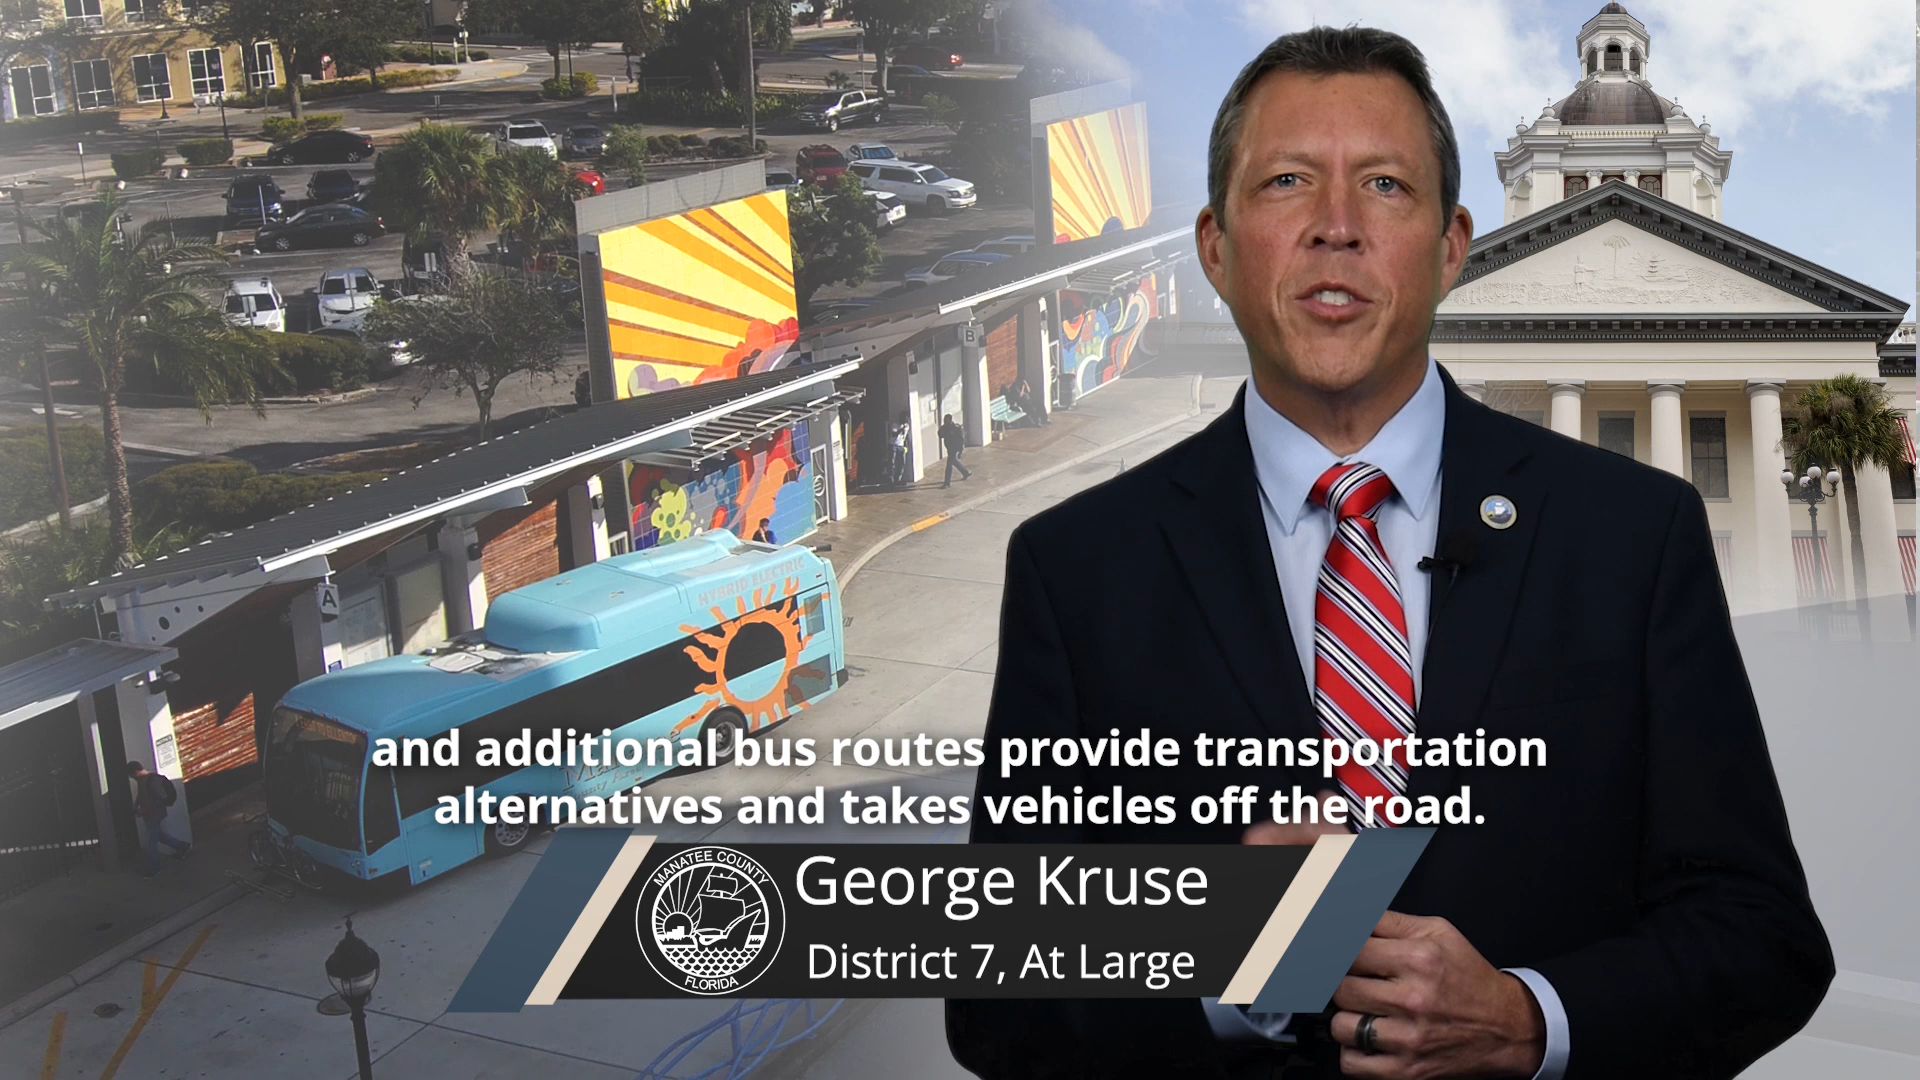 HYBRID ELECTRIC
B
A
and additional bus routes provide transportation
alternatives and takes vehicles off the road.
MANATEE COUNTY
FLORIDA
George Kruse
District 7, At Large